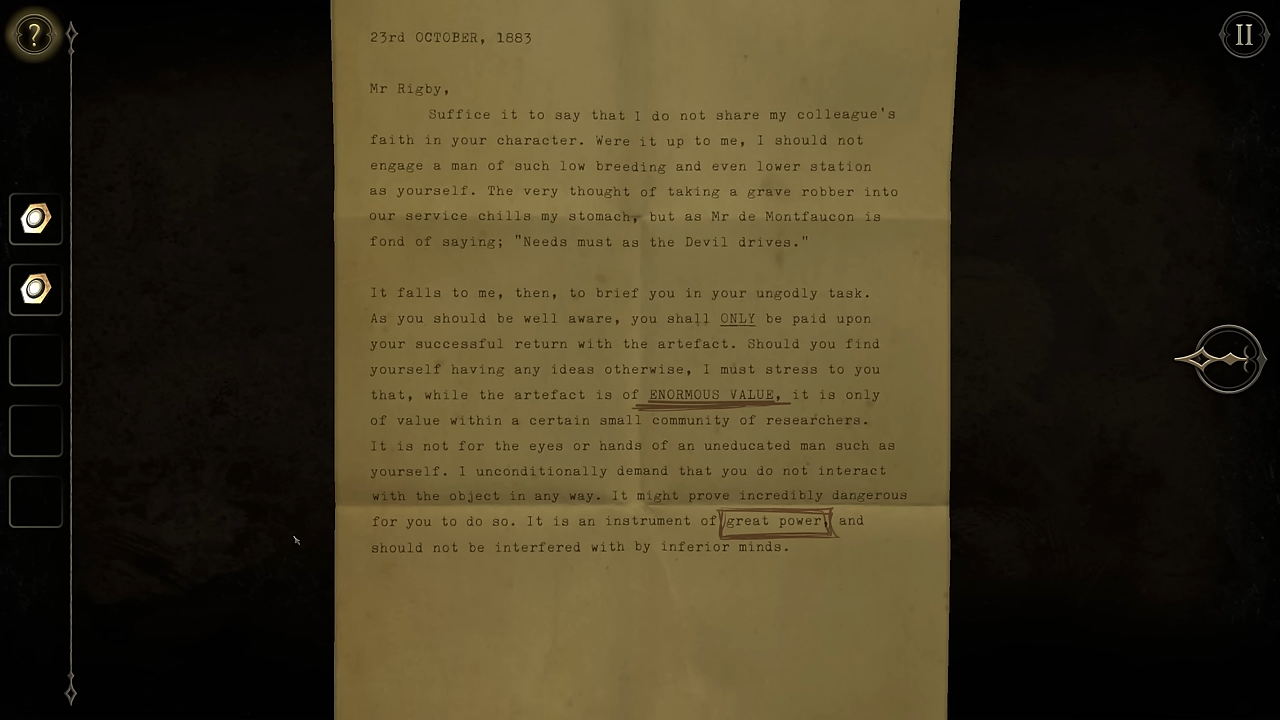 23rd OCTOBER, 1883
Mr Rigby,
Suffice it to say that I do not share my colleague's
faith in your character. Were it up to me, I should not
engage a man of such low breeding and even lower station
as yourself. The very thought of taking a grave robber into
our service chills my stomach, but as Mr de Montfaucon is
fond of saying; "Needs must as the Devil drives."
It falls to me, then, to brief you in your ungodly task.
As you should be well aware, you shall ONLY be paid upon
your successful return with the artefact. Should you find
yourself having any ideas otherwise, I must stress to you
that, while the artefact is of ENORMOUS VALUE, it is only
of value within a certain small community of researchers.
It is not for the eyes or hands of an uneducated man such as
yourself. I unconditionally demand that you do not interact
with the object in any way. It might prove incredibly dangerous
for you to do so. It is an instrument of great power, and
should not be interfered with by inferior minds.
?
II